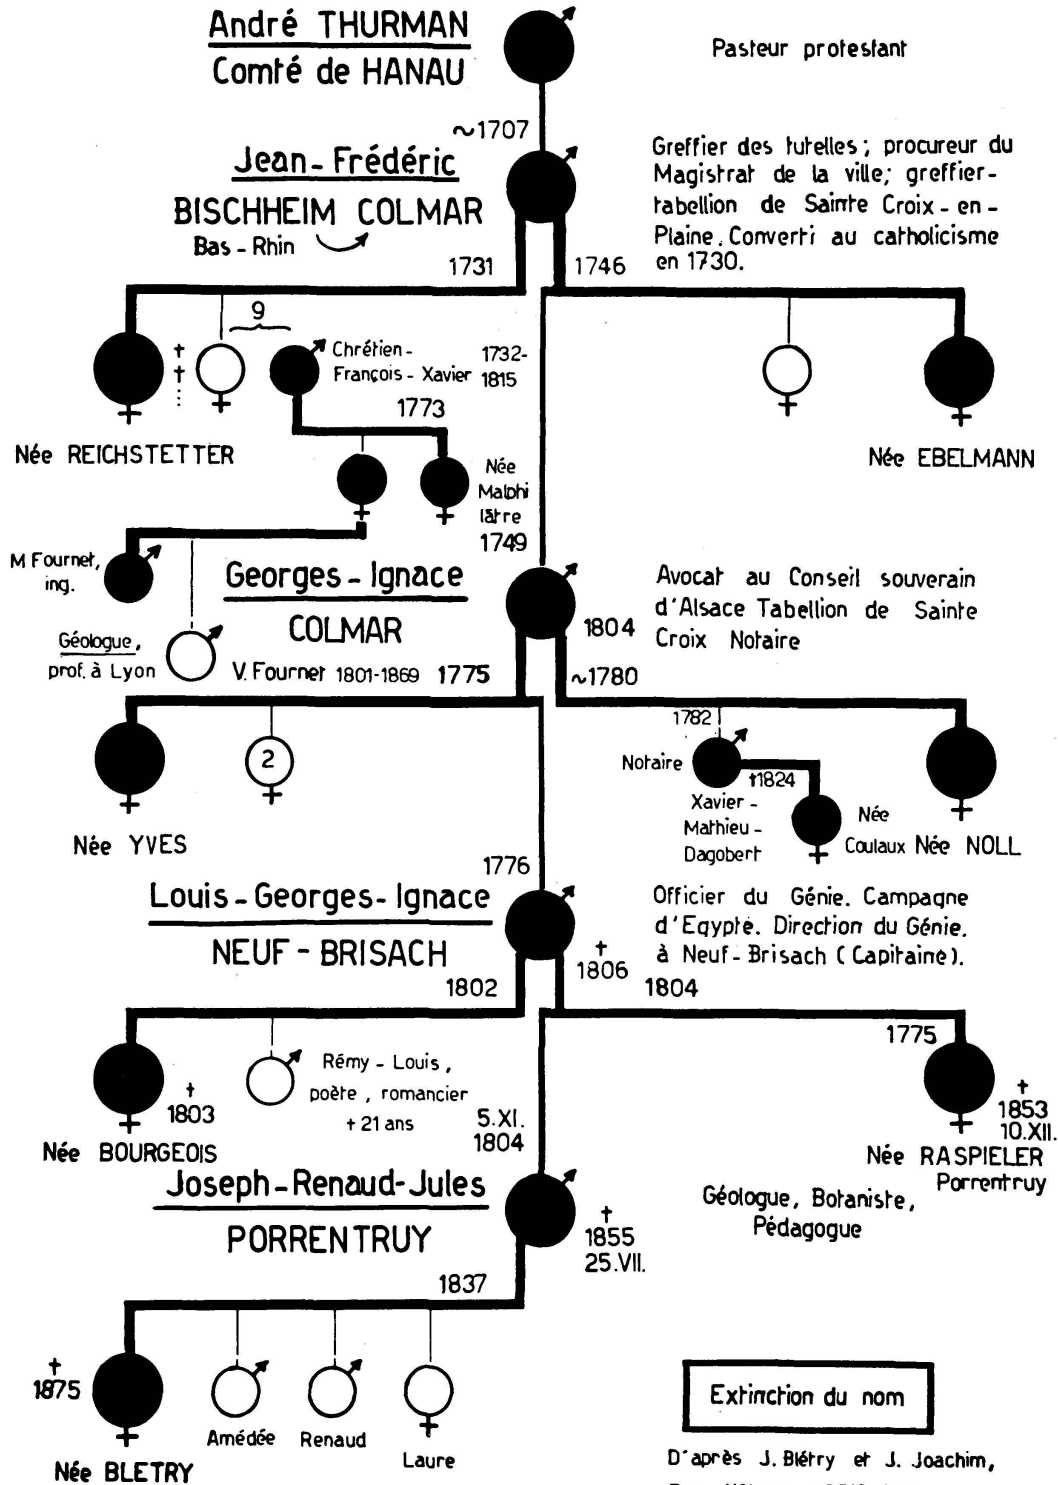 André THURMAN
Comté de HANAU
Pasteur protestant
~1707
Jean-Frédéric
BISCHHEIM COLMAR
Bas-Rhin
Greffier des tutelles; procureur du
Magistrat de la ville; greffier-
tabellion de Sainte Croix-en-
Plaine. Converti au catholicisme
en 1730.
1731
1746
9
Chrétien-
François-Xavier
1732-
1815
1773
Née REICHSTETTER
Née
Malphi
lâtre
Née EBELMANN
1749
M Fournet,
ing.
Georges-Ignace
COLMAR
1804
Avocat au Conseil souverain
d'Alsace Tabellion de Sainte
Croix Notaire
Géologue,
prof. à Lyon
V. Fournet 1801-1869
1775
~1780
2
1782
Notaire
†1824
Xavier-
Mathieu-
Dagobert
Née
Coulaux
Née YVES
Née NOLL
1776
Louis-Georges-Ignace
NEUF-BRISACH
†
1806
Officier du Génie. Campagne
d'Egypte. Direction du Génie.
à Neuf-Brisach (Capitaine).
1802
1804
1775
†
1803
Rémy-Louis,
poète, romancier
† 21 ans
5.XI.
1804
†
1853
10.XII.
Née BOURGEOIS
Née RASPIELER
Porrentruy
Joseph-Renaud-Jules
PORRENTRUY
†
1855
25.VII.
Géologue, Botaniste,
Pédagogue
1837
†
1875
Amédée
Renaud
Laure
Née BLETRY
Extinction du nom
D'après J. Blétry et J. Joachim,